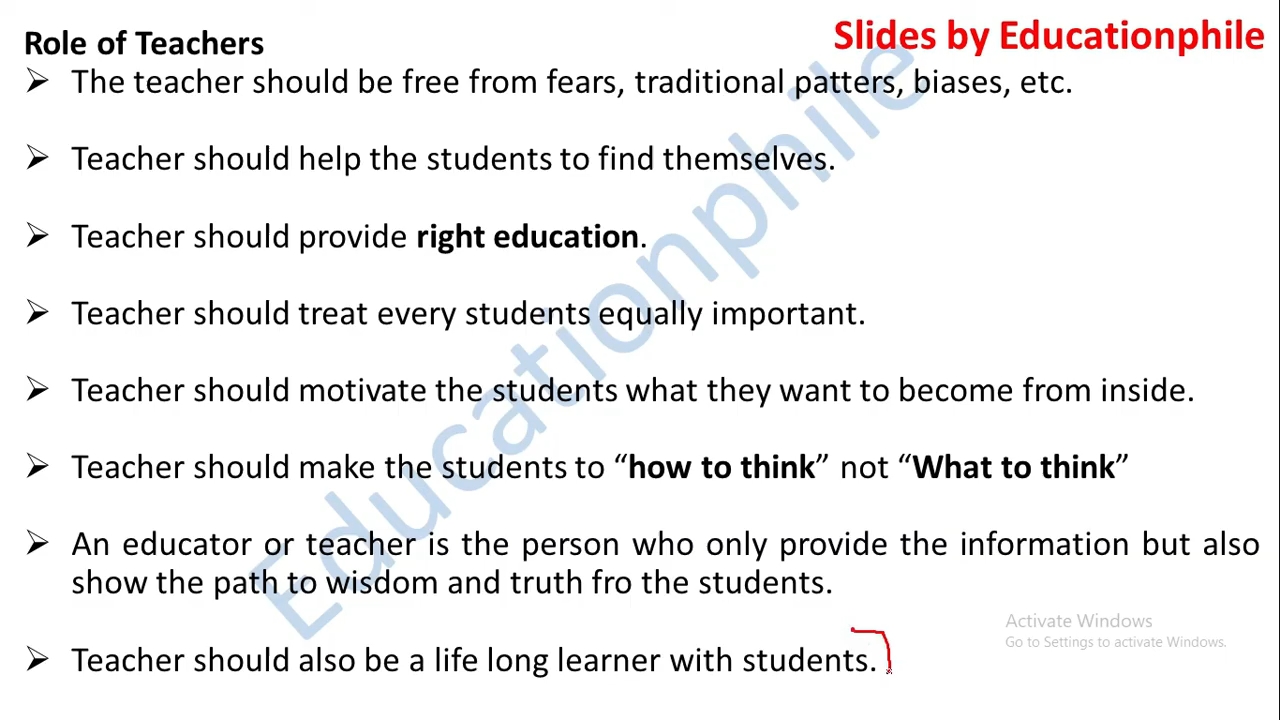 Role of Teachers
Slides by Educationphile
➢ The teacher should be free from fears, traditional patters, biases, etc.
➢ Teacher should help the students to find themselves.
➢ Teacher should provide right education.
➢ Teacher should treat every students equally important.
➢ Teacher should motivate the students what they want to become from inside.
➢ Teacher should make the students to “how to think” not “What to think”
➢ An educator or teacher is the person who only provide the information but also
show the path to wisdom and truth fro the students.
➢ Teacher should also be a life long learner with students.
Educationphile
Activate Windows
Go to Settings to activate Windows.